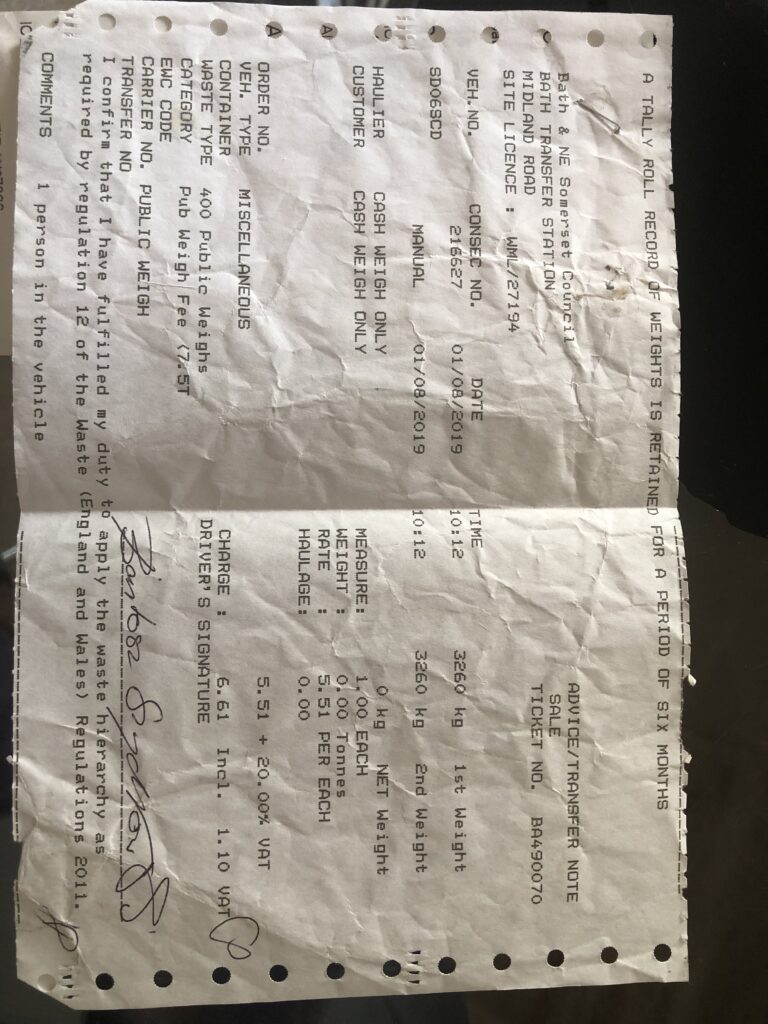 A TALLY ROLL RECORD OF WEIGHTS IS RETAINED FOR A PERIOD OF SIX MONTHS
Bath & NE Somerset Council ADVICE/TRANSFER NOTE
BATH TRANSFER STATION SALE
MIDLAND ROAD TICKET NO. BA490070
SITE LICENCE : WML/27194
VEH.NO. CONSEC NO. DATE TIME
216627 01/08/2019 10:12 3260 kg 1st Weight
SD06SCD
MANUAL 01/08/2019 10:12 3260 kg 2nd Weight
0 kg NET Weight
HAULIER CASH WEIGH ONLY MEASURE: 1.00 EACH
CUSTOMER CASH WEIGH ONLY WEIGHT : 0.00 Tonnes
RATE : 5.51 PER EACH
HAULAGE: 0.00
ORDER NO. 5.51 + 20.00% VAT
VEH. TYPE MISCELLANEOUS
CONTAINER CHARGE : 6.61 Incl. 1.10 VAT
WASTE TYPE 400 Public Weighs DRIVER'S SIGNATURE
CATEGORY Pub Weigh Fee <7.5T
EWC CODE
CARRIER NO. PUBLIC WEIGH
TRANSFER NO
I confirm that I have fulfilled my duty to apply the waste hierarchy as
required by regulation 12 of the Waste (England and Wales) Regulations 2011.
COMMENTS 1 person in the vehicle